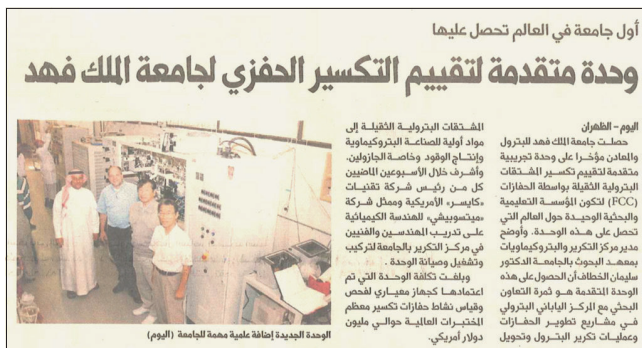 أول جامعة في العالم تحصل عليها
وحدة متقدمة لتقييم التكسير الحفزي لجامعة الملك فهد
اليوم - الظهران
حصلت جامعة الملك فهد للبترول
والمعادن مؤخرا على وحدة تجريبية
متقدمة لتقييم تكسير المشتقات
البترولية الثقيلة بواسطة الحفازات
(FCC) لتكون المؤسسة التعليمية
والبحثية الوحيدة حول العالم التي
تحصل على هذه الوحدة. وأوضح
مدير مركز التكرير والبتروكيماويات
بمعهد البحوث بالجامعة الدكتور
سليمان الخطاف أن الحصول على هذه
الوحدة المتقدمة هو ثمرة التعاون
البحثي مع المركز الياباني البترولي
في مشاريع تطوير الحفازات
وعمليات تكرير البترول وتحويل
المشتقات البترولية الثقيلة إلى
مواد أولية للصناعة البتروكيماوية
وإنتاج الوقود وخاصة الجازولين.
وأشرف خلال الأسبوعين الماضيين
كل من رئيس شركة تقنيات
«كايسر» الأمريكية وممثل شركة
«ميتسوبيشي» للهندسة الكيميائية
على تدريب المهندسين والفنيين
في مركز التكرير بالجامعة لتركيب
وتشغيل وصيانة الوحدة .
وبلغت تكلفة الوحدة التي تم
اعتمادها كجهاز معياري لفحص
وقياس نشاط حفازات تكسير معظم
المختبرات العالمية حوالي مليون
دولار أمريكي.
الوحدة الجديدة إضافة علمية مهمة للجامعة (اليوم)